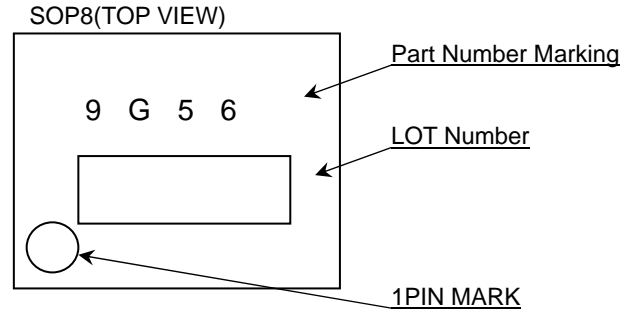 SOP8(TOP VIEW)
Part Number Marking
9 G 5 6
LOT Number
1PIN MARK